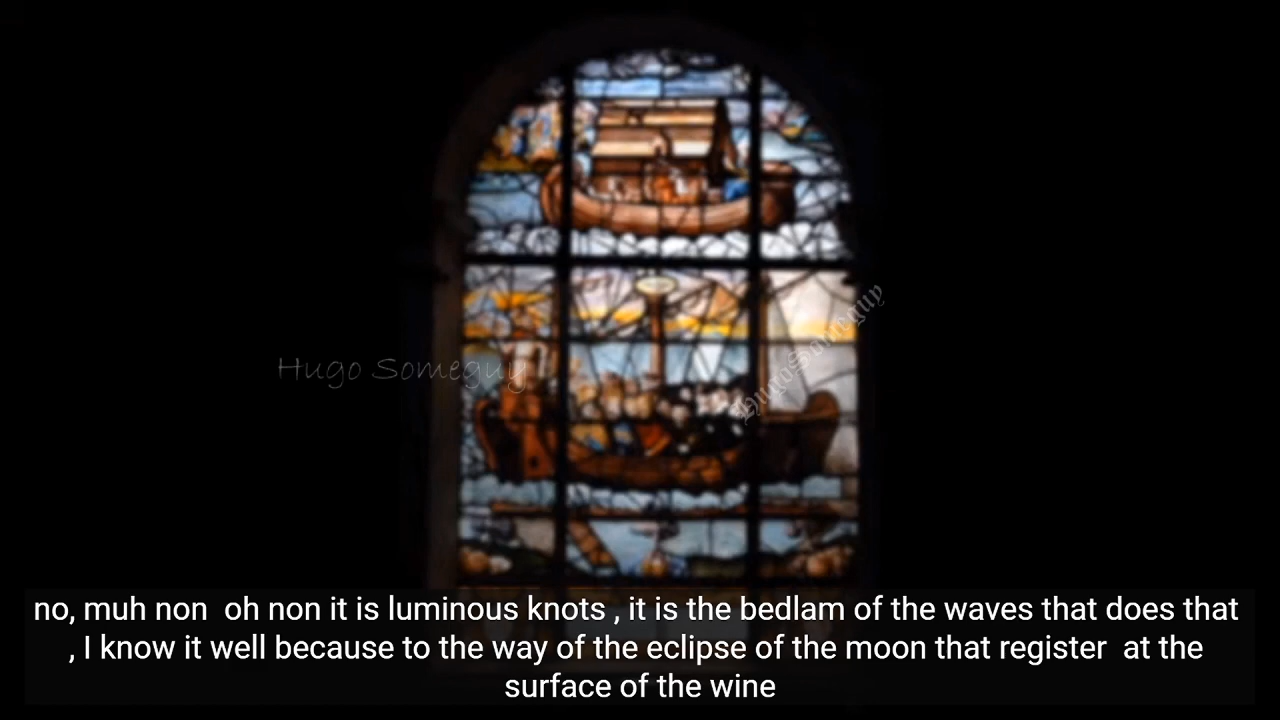 Hugo Someguy
Hugo Someguy
no, muh non  oh non it is luminous knots , it is the bedlam of the waves that does that
, I know it well because to the way of the eclipse of the moon that register  at the
surface of the wine